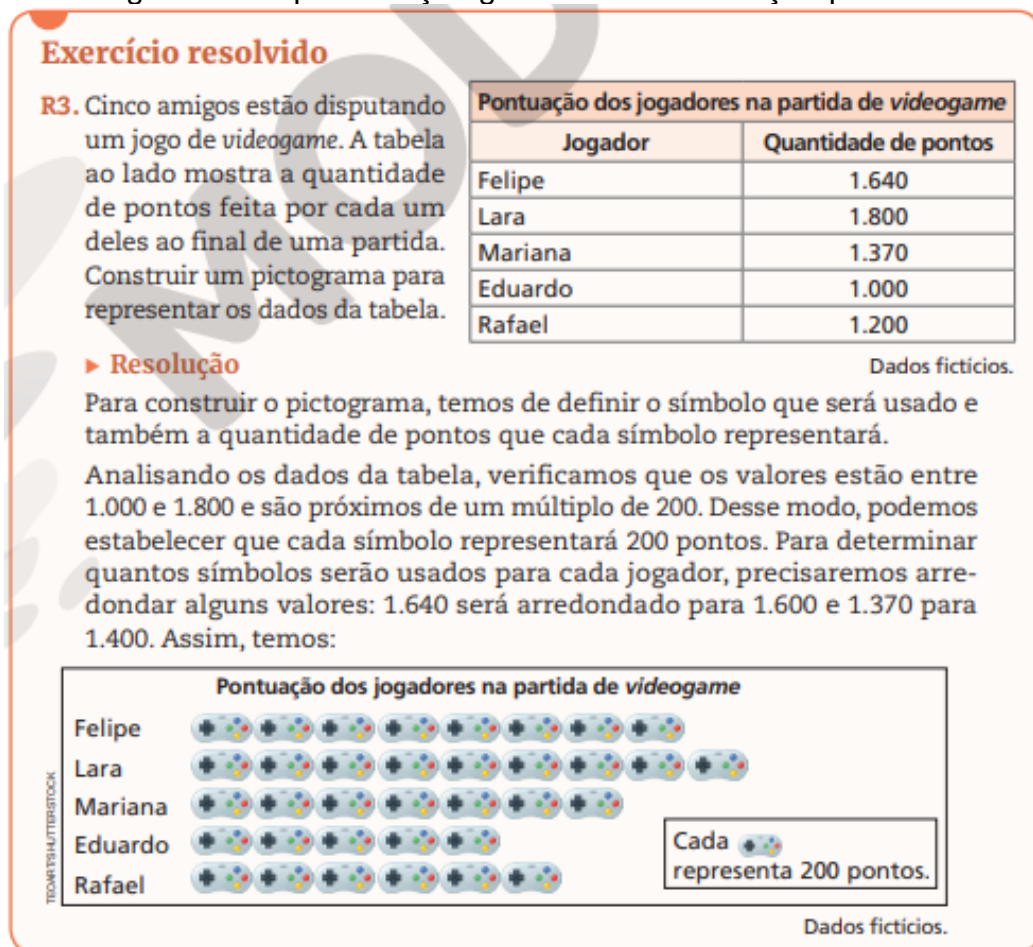 Exercício resolvido
R3. Cinco amigos estão disputando
um jogo de videogame. A tabela
ao lado mostra a quantidade
de pontos feita por cada um
deles ao final de uma partida.
Construir um pictograma para
representar os dados da tabela.
Pontuação dos jogadores na partida de videogame
Jogador Quantidade de pontos
Felipe 1.640
Lara 1.800
Mariana 1.370
Eduardo 1.000
Rafael 1.200
Dados fictícios.
▶ Resolução
Para construir o pictograma, temos de definir o símbolo que será usado e
também a quantidade de pontos que cada símbolo representará.
Analisando os dados da tabela, verificamos que os valores estão entre
1.000 e 1.800 e são próximos de um múltiplo de 200. Desse modo, podemos
estabelecer que cada símbolo representará 200 pontos. Para determinar
quantos símbolos serão usados para cada jogador, precisaremos arre-
dondar alguns valores: 1.640 será arredondado para 1.600 e 1.370 para
1.400. Assim, temos:
Pontuação dos jogadores na partida de videogame
Felipe
Lara
Mariana
Eduardo
Rafael
Cada
representa 200 pontos.
TEOART/SHUTTERSTOCK
Dados fictícios.